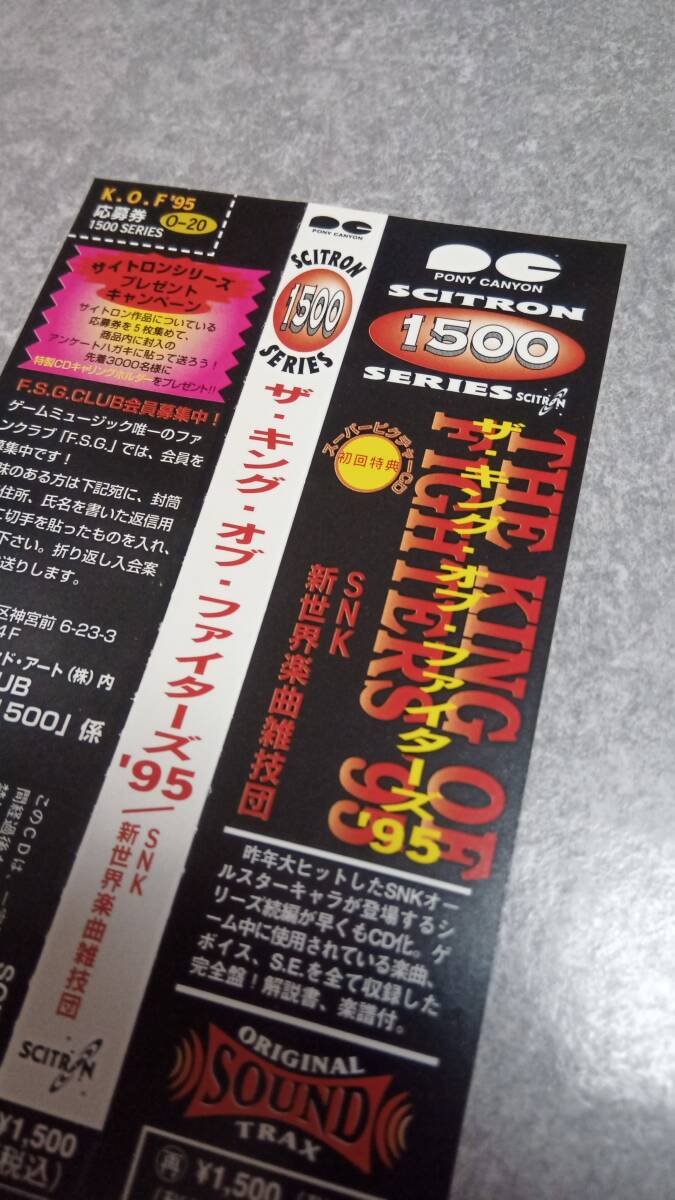 K.O.F '95
応募券
1500 SERIES
O-20
サイトロンシリーズ
プレゼント
キャンペーン
サイトロン作品についている
応募券を5枚集めて、
商品内に封入の
アンケートハガキに貼って送ろう!
先着3000名様に
特製CDキャリングホルダーをプレゼント!!
F.S.G.CLUB会員募集中!
ゲームミュージック唯一のファ
ンクラブ「F.S.G.」では、会員を
募集中です!
味のある方は下記宛に、封筒
住所、氏名を書いた返信用
に切手を貼ったものを入れ、
下さい。折り返し入会案
送りします。
区神宮前 6-23-3
4F
ンド・アート(株)内
UB
1500」係
このCDは、
PONY CANYON
SCITRON
1500
SERIES
ザ・キング・オブ・ファイターズ'95/SNK 新世界楽曲雑技団
SCITRON
¥1,500
(税込)
PONY CANYON
SCITRON
1500
SERIES
SCITRON
スーパーピクチャーCD
初回特典
THE KING OF
FIGHTERS '95
ザ・キング・オブ・ファイターズ'95
SNK
新世界楽曲雑技団
昨年大ヒットしたSNKオー
ルスターキャラが登場するシ
リーズ続編が早くもCD化。ゲ
ーム中に使用されている楽曲、
ボイス、S.E.を全て収録した
完全盤!解説書、楽譜付。
ORIGINAL
SOUND
TRAX
再 ¥1,500